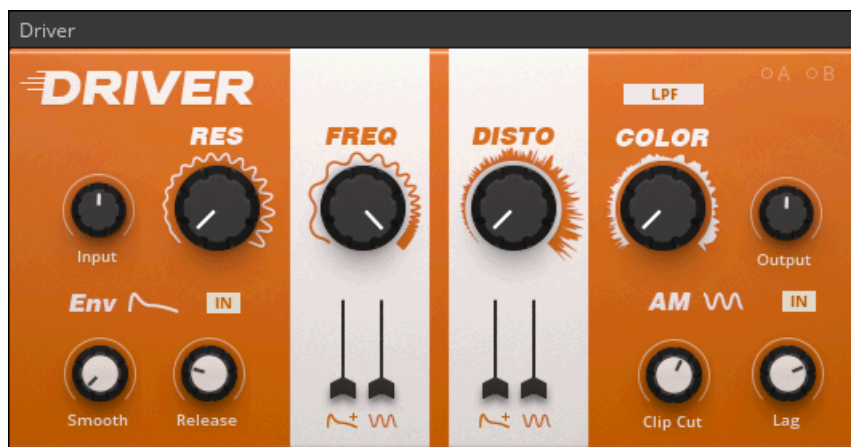 Driver
DRIVER
A B
LPF
RES FREQ DISTO COLOR
Input
Output
Env IN
AM IN
Smooth Release
Clip Cut Lag